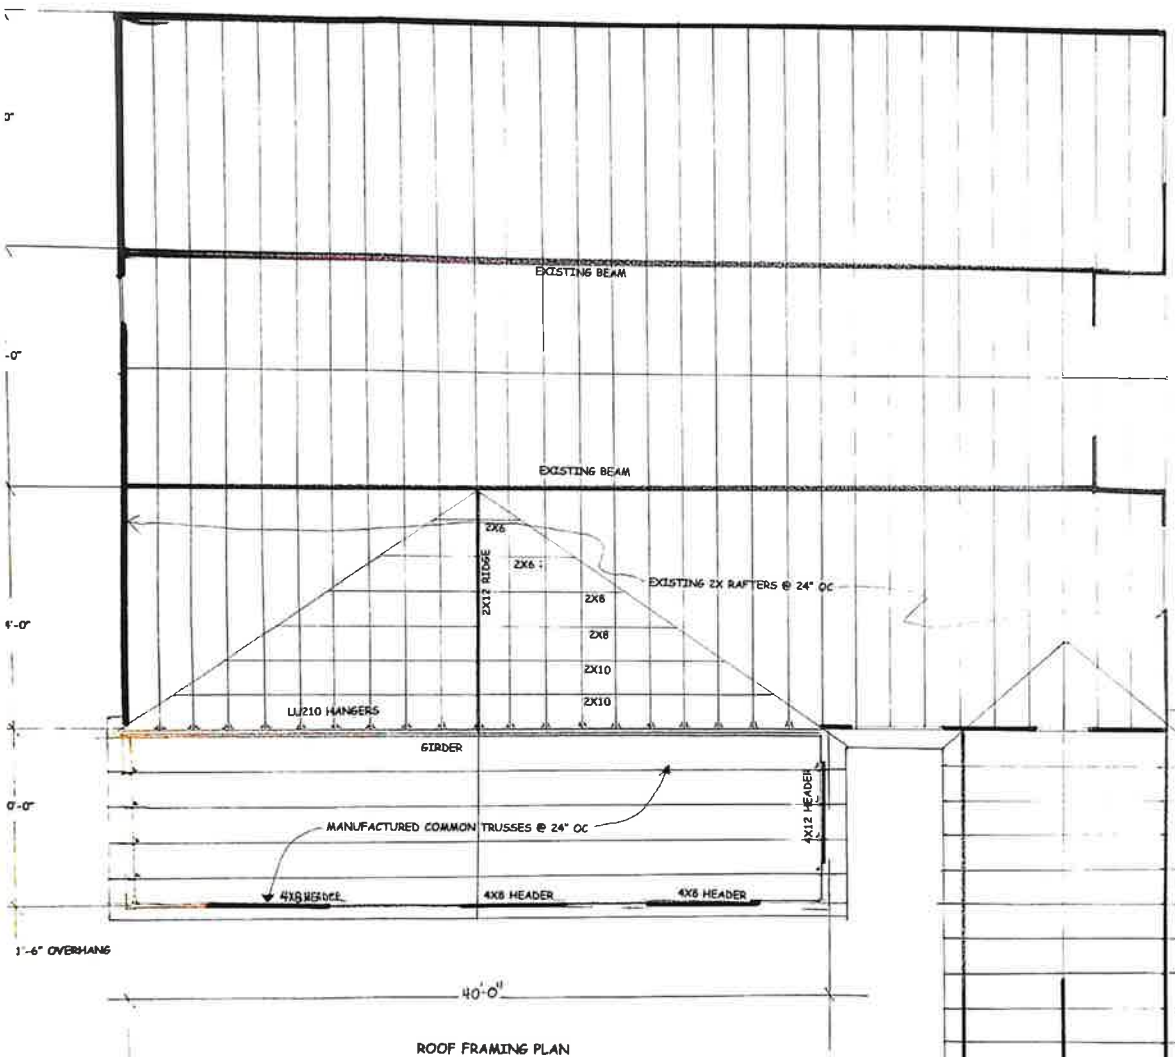 EXISTING BEAM
EXISTING BEAM
2X6
2X12 RIDGE
2X6
EXISTING 2X RAFTERS @ 24" OC
2X8
2X8
2X10
2X10
LU210 HANGERS
GIRDER
4X12 HEADER
MANUFACTURED COMMON TRUSSES @ 24" OC
4X8 HEADER
4X8 HEADER
4X8 HEADER
1'-6" OVERHANG
40'0"
ROOF FRAMING PLAN